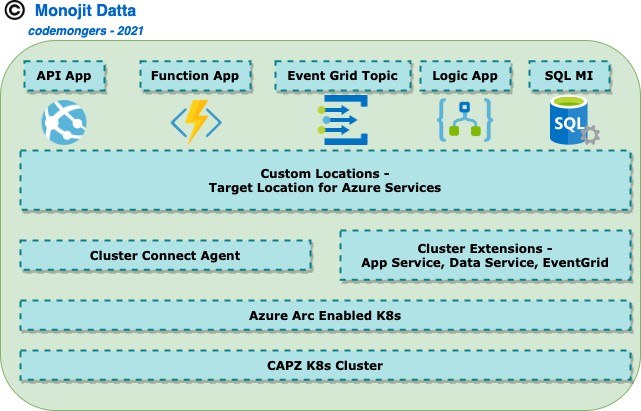 © Monojit Datta
codemongers - 2021
API App
Function App
Event Grid Topic
Logic App
SQL MI
SQL
Custom Locations -
Target Location for Azure Services
Cluster Connect Agent
Cluster Extensions -
App Service, Data Service, EventGrid
Azure Arc Enabled K8s
CAPZ K8s Cluster